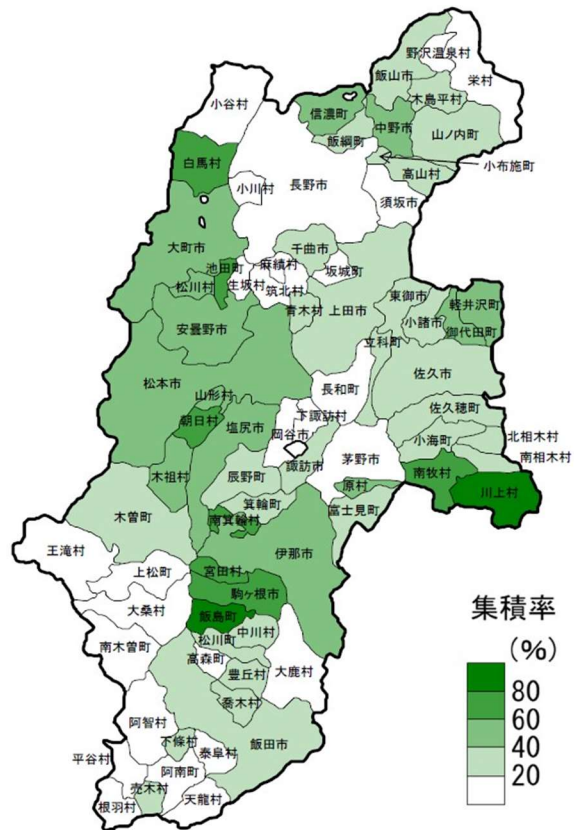 野沢温泉村
飯山市
栄村
小谷村
木島平村
信濃町
中野市
山ノ内町
飯綱町
小布施町
高山村
白馬村
小川村
長野市
須坂市
大町市
千曲市
池田町
麻績村
坂城町
松川村
生坂村
筑北村
東御市
軽井沢町
青木村
上田市
小諸市
御代田町
安曇野市
立科町
松本市
佐久市
長和町
山形村
下諏訪村
佐久穂町
朝日村
塩尻市
岡谷市
小海町
北相木村
諏訪市
茅野市
南相木村
木祖村
辰野町
原村
南牧村
川上村
箕輪町
富士見町
木曽町
南箕輪村
王滝村
伊那市
上松町
宮田村
駒ヶ根市
大桑村
飯島町
集積率
松川町
中川村
(%)
南木曽町
高森町
大鹿村
豊丘村
80
喬木村
60
阿智村
下條村
飯田市
40
平谷村
泰阜村
阿南町
20
売木村
根羽村
天龍村